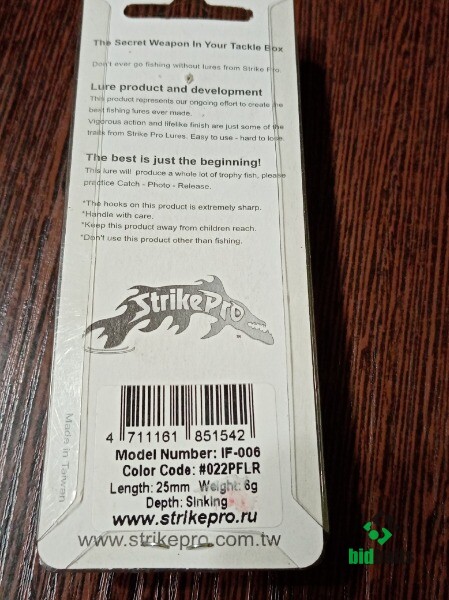 The Secret Weapon In Your Tackle Box
Don't ever go fishing without lures from Strike Pro.
Lure product and development
This product represents our ongoing effort to create the
best fishing lures ever made.
Vigorous action and lifelike finish are just some of the
trade from Strike Pro Lures. Easy to use - hard to lose.
The best is just the beginning!
This lure will produce a whole lot of trophy fish, please
practice Catch - Photo - Release.
*The hooks on this product is extremely sharp.
*Handle with care.
*Keep this product away from children reach.
*Don't use this product other than fishing.
StrikePro
TM
4 711161 851542
Model Number: IF-006
Color Code: #022PFLR
Length: 25mm Weight: 6g
Depth: Sinking
www.strikepro.ru
www.strikepro.com.tw
Made in Taiwan
bid